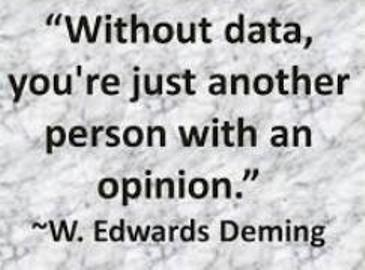 “Without data,
you're just another
person with an
opinion.”
~W. Edwards Deming